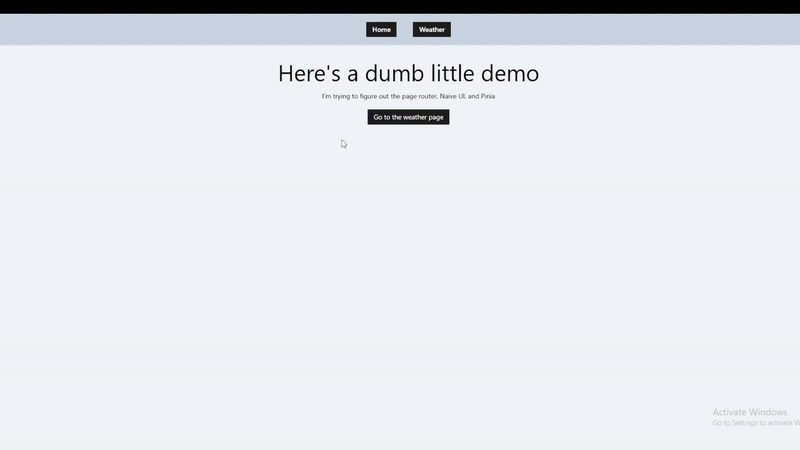 Home Weather
Here's a dumb little demo
I'm trying to figure out the page router, Naive UI, and Pinia
Go to the weather page
Activate Windows
Go to Settings to activate W